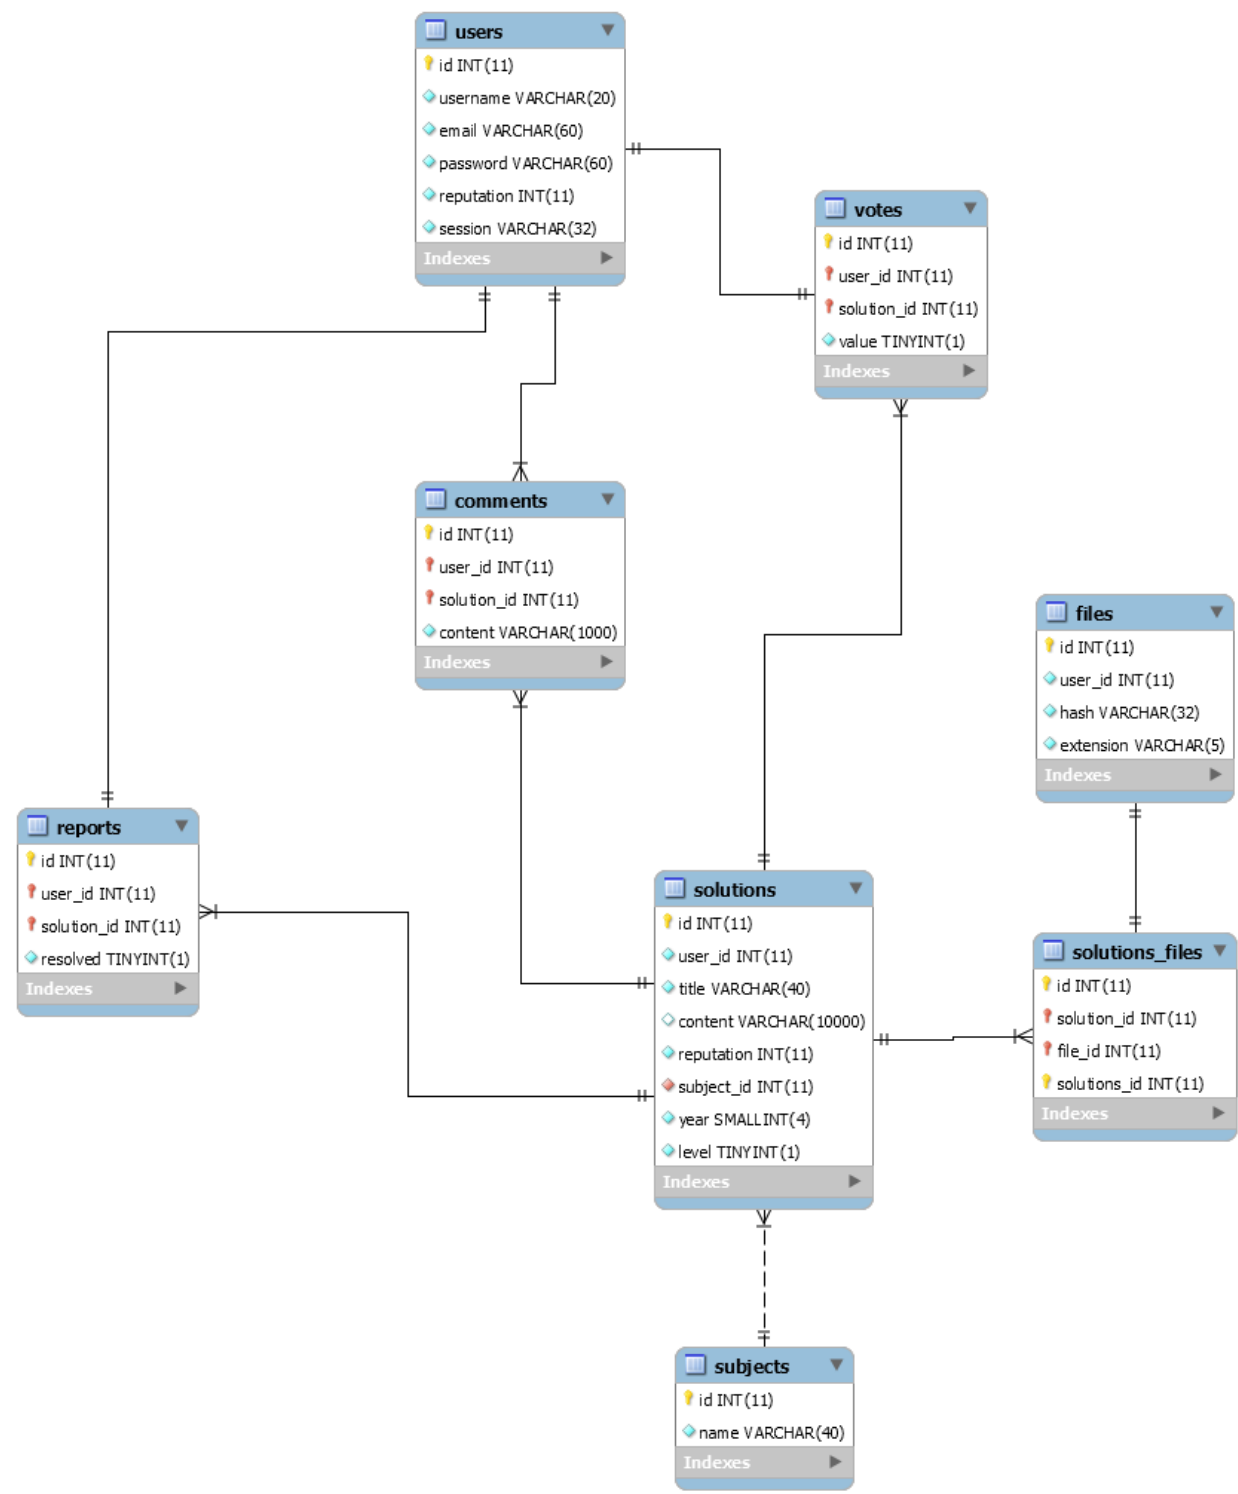 users
id INT(11)
username VARCHAR(20)
email VARCHAR(60)
password VARCHAR(60)
reputation INT(11)
session VARCHAR(32)
Indexes
votes
id INT(11)
user_id INT(11)
solution_id INT(11)
value TINYINT(1)
Indexes
comments
id INT(11)
user_id INT(11)
solution_id INT(11)
content VARCHAR(1000)
Indexes
files
id INT(11)
user_id INT(11)
hash VARCHAR(32)
extension VARCHAR(5)
Indexes
reports
id INT(11)
user_id INT(11)
solution_id INT(11)
resolved TINYINT(1)
Indexes
solutions
id INT(11)
user_id INT(11)
title VARCHAR(40)
content VARCHAR(10000)
reputation INT(11)
subject_id INT(11)
year SMALLINT(4)
level TINYINT(1)
Indexes
solutions_files
id INT(11)
solution_id INT(11)
file_id INT(11)
solutions_id INT(11)
Indexes
subjects
id INT(11)
name VARCHAR(40)
Indexes